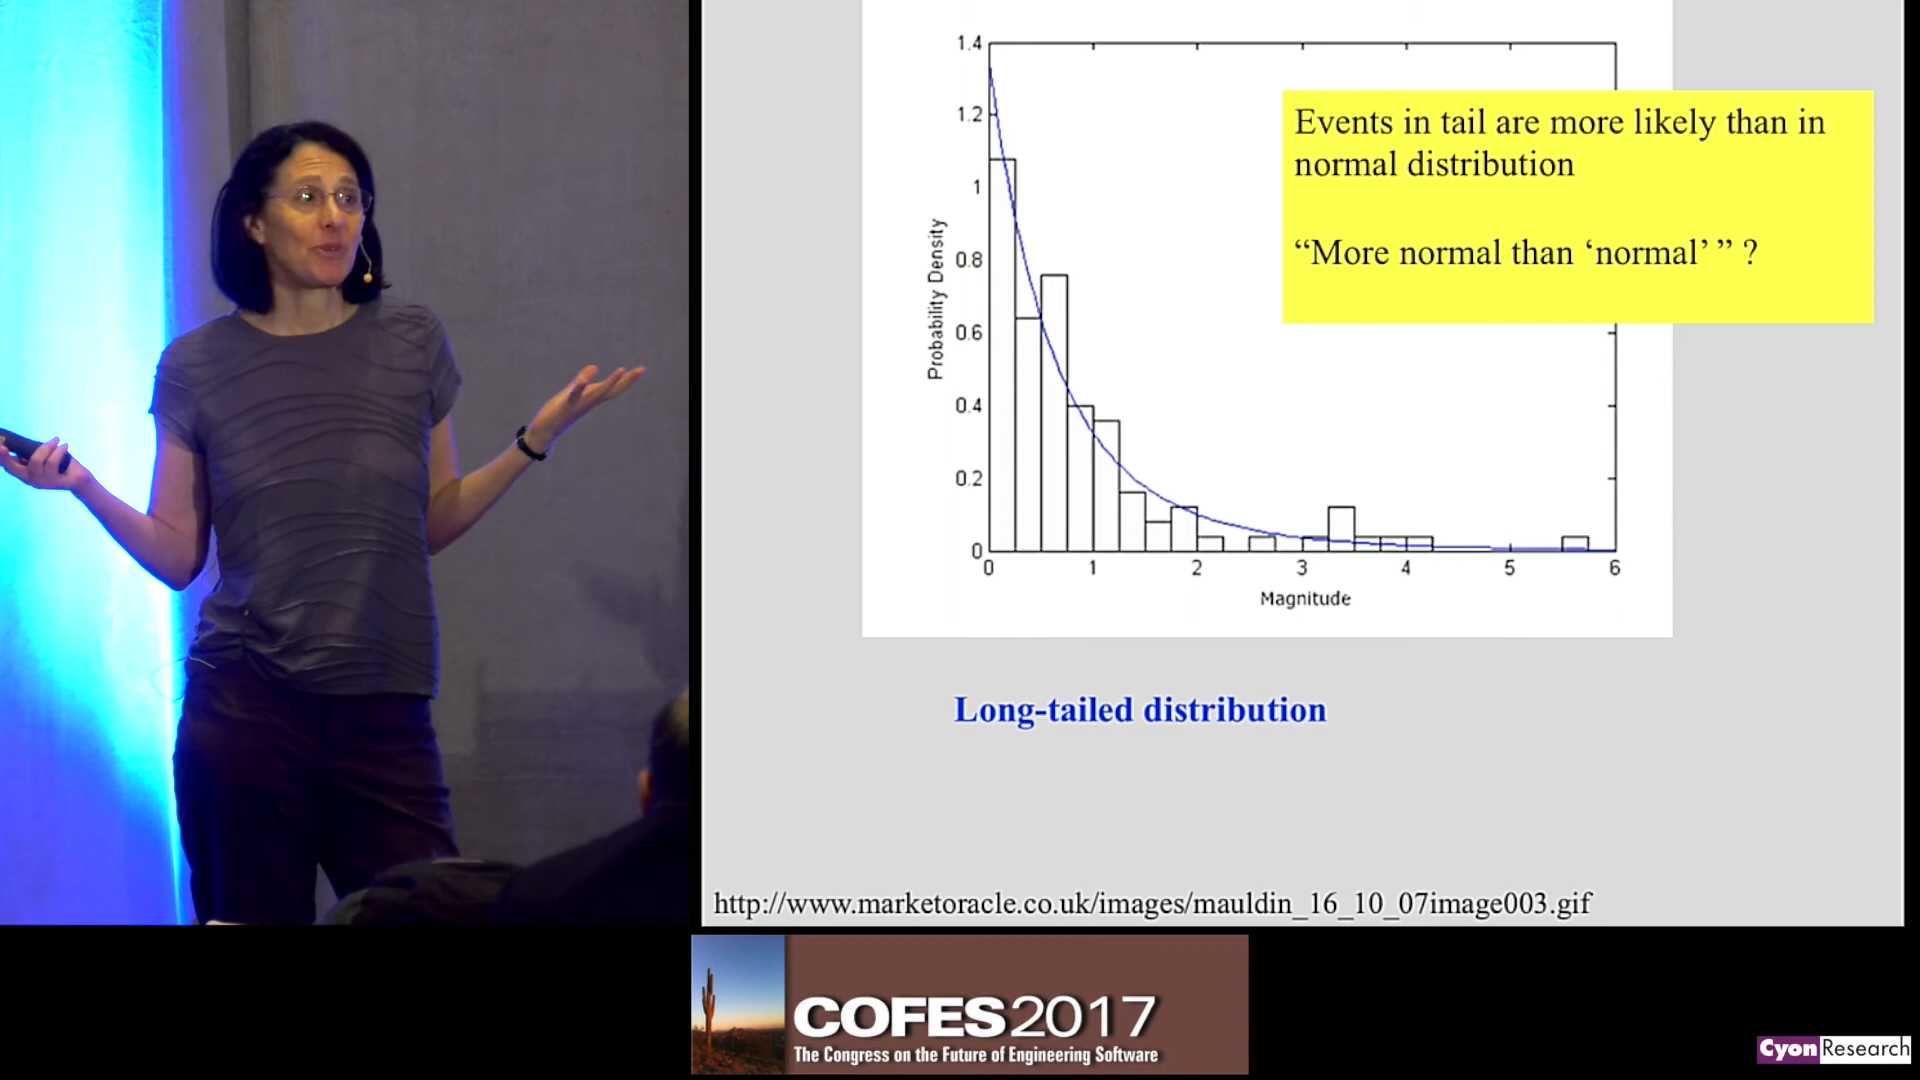 1.4
1.2
1
0.8
0.6
0.4
0.2
0
Probability Density
0 1 2 3 4 5 6
Magnitude
Events in tail are more likely than in
normal distribution
“More normal than ‘normal’ ” ?
Long-tailed distribution
http://www.marketoracle.co.uk/images/mauldin_16_10_07image003.gif
COFES2017
The Congress on the Future of Engineering Software
CyonResearch